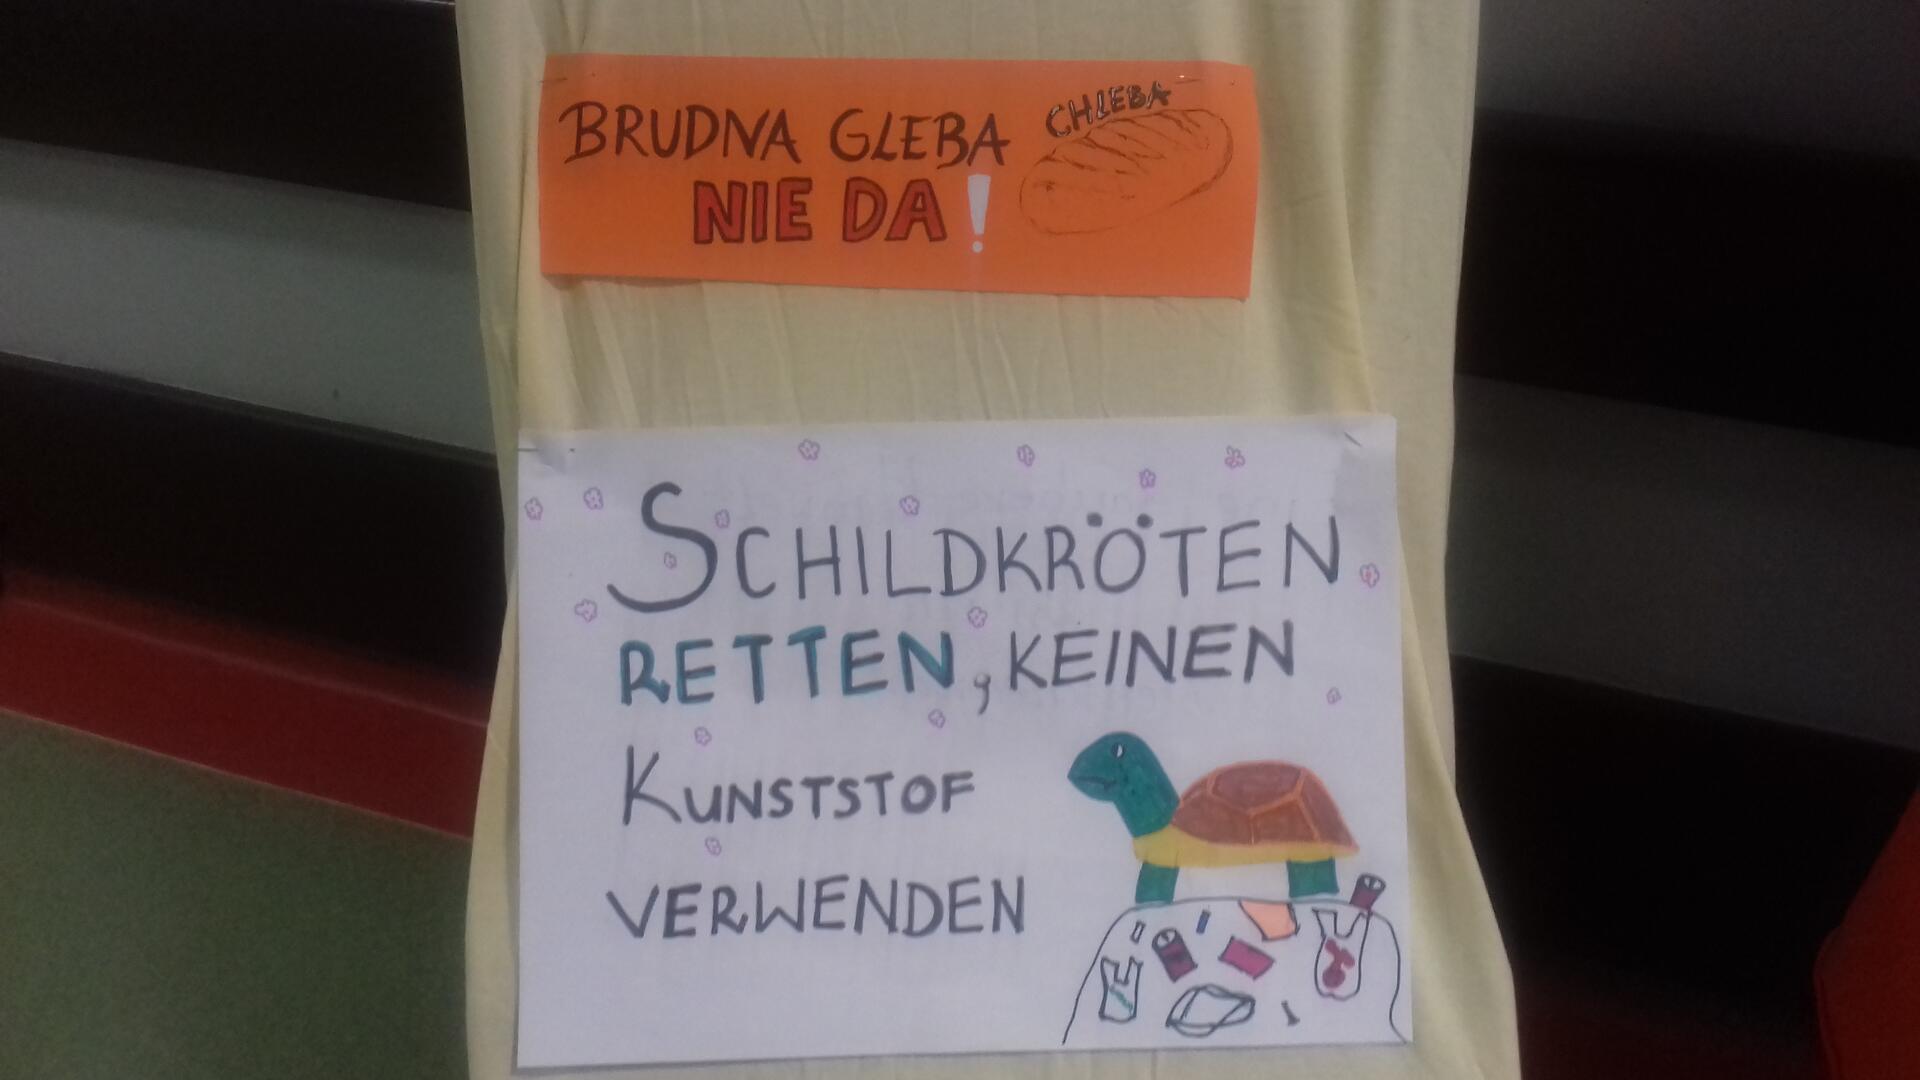 BRUDNA GLEBA CHLEBA
NIE DA!
SCHILDKRÖTEN
RETTEN, KEINEN
KUNSTSTOF
VERWENDEN